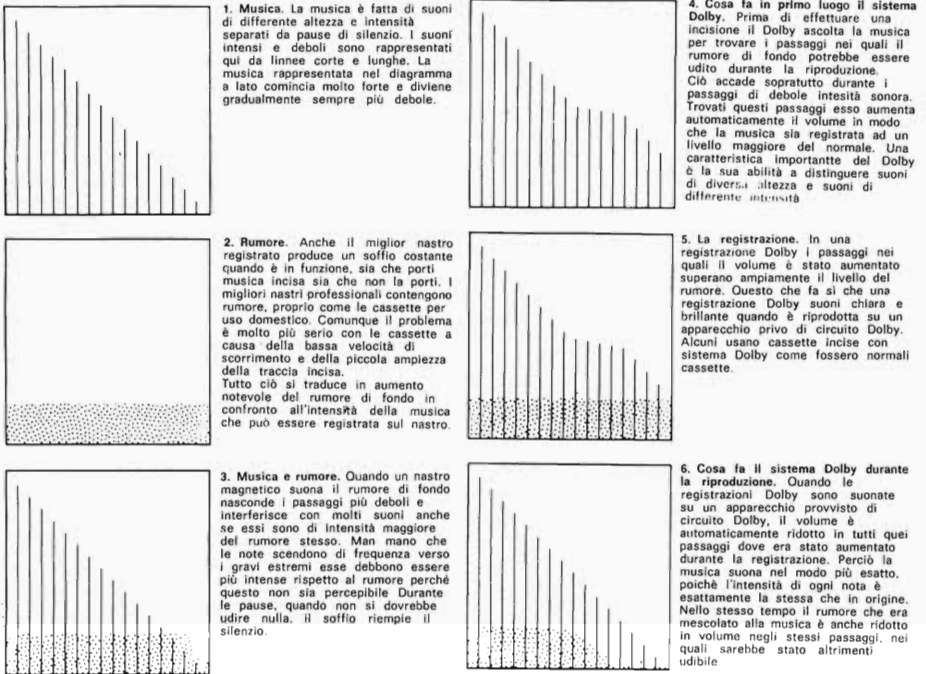 1. Musica. La musica è fatta di suoni
di differente altezza e intensità
separati da pause di silenzio. I suoni
intensi e deboli sono rappresentati
qui da linnee corte e lunghe. La
musica rappresentata nel diagramma
a lato comincia molto forte e diviene
gradualmente sempre più debole.
2. Rumore. Anche il miglior nastro
registrato produce un soffio costante
quando è in funzione, sia che porti
musica incisa sia che non la porti. I
migliori nastri professionali contengono
rumore, proprio come le cassette per
uso domestico. Comunque il problema
è molto più serio con le cassette a
causa della bassa velocità di
scorrimento e della piccola ampiezza
della traccia incisa.
Tutto ciò si traduce in aumento
notevole del rumore di fondo in
confronto all'intensità della musica
che può essere registrata sul nastro.
3. Musica e rumore. Quando un nastro
magnetico suona il rumore di fondo
nasconde i passaggi più deboli e
interferisce con molti suoni anche
se essi sono di intensità maggiore
del rumore stesso. Man mano che
le note scendono di frequenza verso
i gravi estremi esse debbono essere
più intense rispetto al rumore perché
questo non sia percepibile Durante
le pause, quando non si dovrebbe
udire nulla, il soffio riempie il
silenzio.
4. Cosa fa in primo luogo il sistema
Dolby. Prima di effettuare una
incisione il Dolby ascolta la musica
per trovare i passaggi nei quali il
rumore di fondo potrebbe essere
udito durante la riproduzione.
Ciò accade sopratutto durante i
passaggi di debole intesità sonora.
Trovati questi passaggi esso aumenta
automaticamente il volume in modo
che la musica sia registrata ad un
livello maggiore del normale. Una
caratteristica importantte del Dolby
è la sua abilità a distinguere suoni
di diversa altezza e suoni di
differente intensità
5. La registrazione. In una
registrazione Dolby i passaggi nei
quali il volume è stato aumentato
superano ampiamente il livello del
rumore. Questo che fa sì che una
registrazione Dolby suoni chiara e
brillante quando è riprodotta su un
apparecchio privo di circuito Dolby.
Alcuni usano cassette incise con
sistema Dolby come fossero normali
cassette.
6. Cosa fa il sistema Dolby durante
la riproduzione. Quando le
registrazioni Dolby sono suonate
su un apparecchio provvisto di
circuito Dolby, il volume è
automaticamente ridotto in tutti quei
passaggi dove era stato aumentato
durante la registrazione. Perciò la
musica suona nel modo più esatto,
poichè l'intensità di ogni nota è
esattamente la stessa che in origine.
Nello stesso tempo il rumore che era
mescolato alla musica è anche ridotto
in volume negli stessi passaggi, nei
quali sarebbe stato altrimenti
udibile